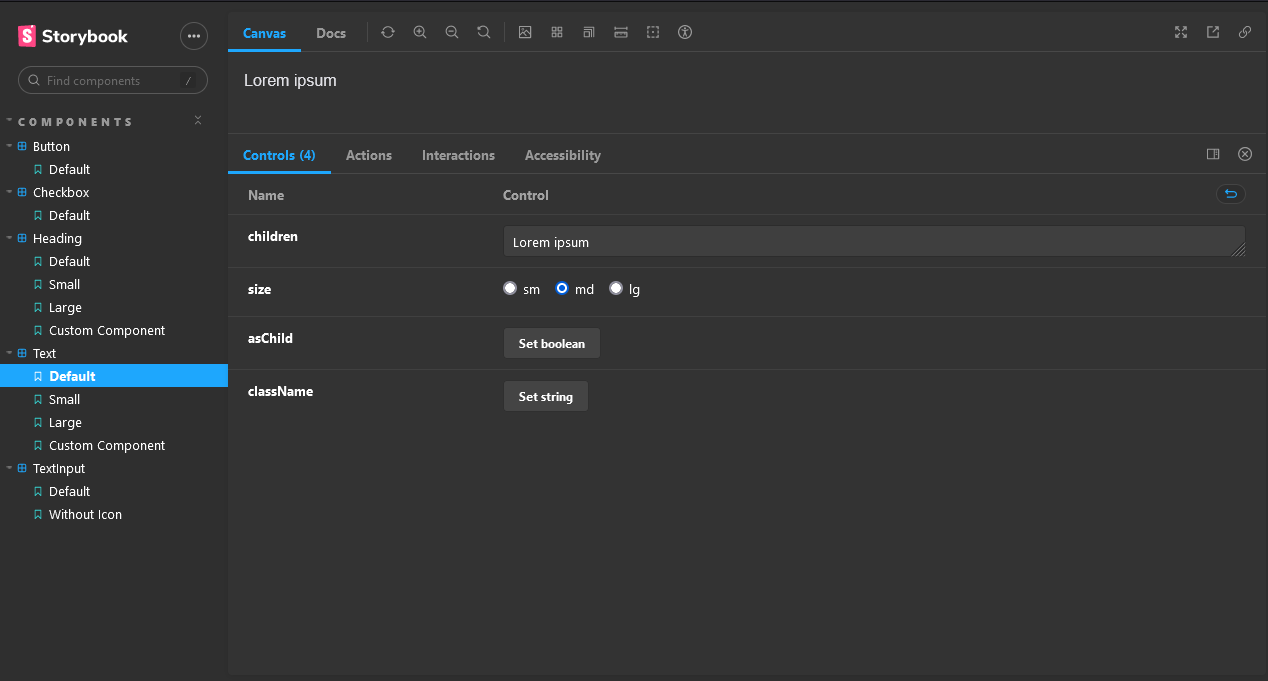 Storybook
Find components
/
COMPONENTS
Button
Default
Checkbox
Default
Heading
Default
Small
Large
Custom Component
Text
Default
Small
Large
Custom Component
TextInput
Default
Without Icon
Canvas Docs
Lorem ipsum
Controls (4) Actions Interactions Accessibility
Name Control
children Lorem ipsum
size sm md lg
asChild Set boolean
className Set string